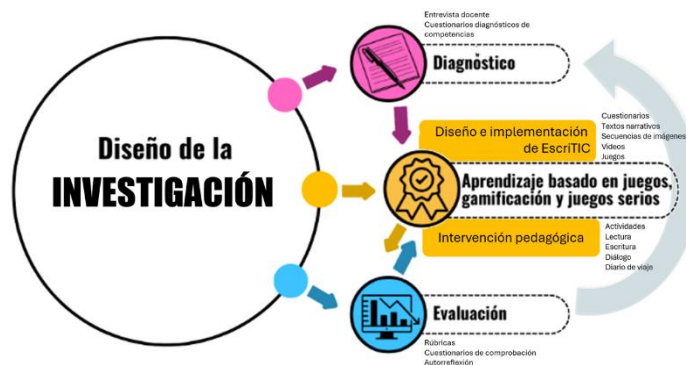 Entrevista docente
Cuestionarios diagnósticos de
competencias
Diagnóstico
Diseño de la
INVESTIGACIÓN
Diseño e implementación
de EscriTIC
Cuestionarios
Textos narrativos
Secuencias de imágenes
Videos
Juegos
Aprendizaje basado en juegos,
gamificación y juegos serios
Intervención pedagógica
Actividades
Lectura
Escritura
Diálogo
Diario de viaje
Evaluación
Rúbricas
Cuestionarios de comprobación
Autorreflexión